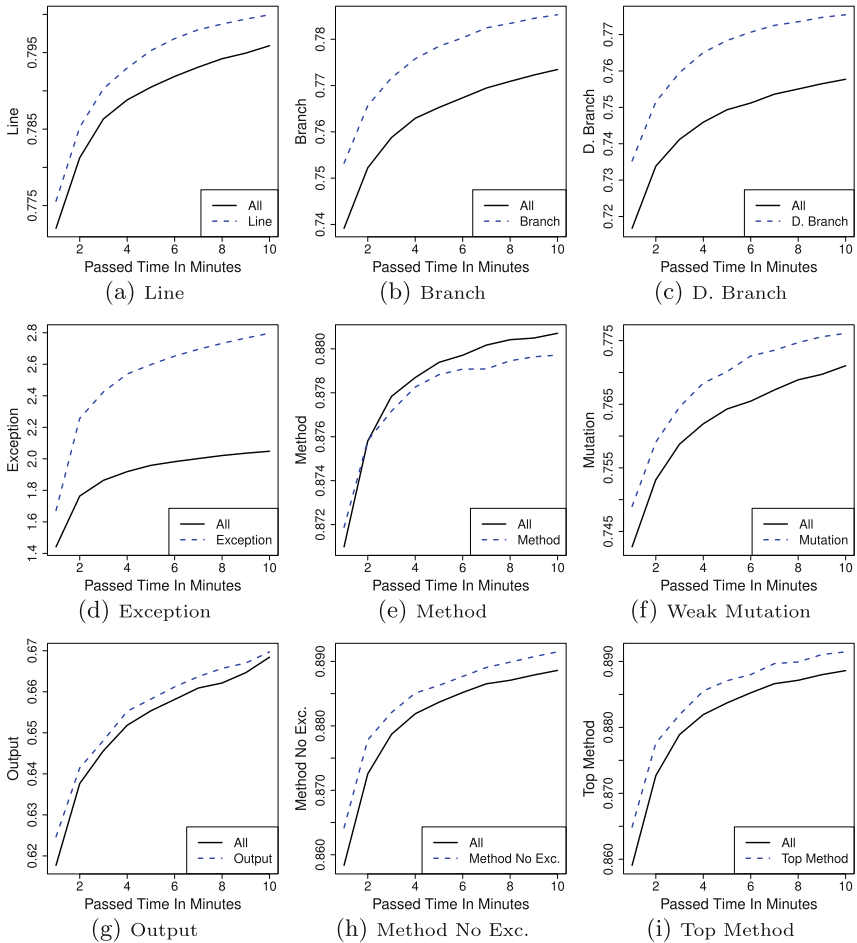 Line
0.775 0.785 0.795
All
Line
2 4 6 8 10
Passed Time In Minutes
(a) Line
Branch
0.74 0.75 0.76 0.77 0.78
All
Branch
2 4 6 8 10
Passed Time In Minutes
(b) Branch
D. Branch
0.72 0.73 0.74 0.75 0.76 0.77
All
D. Branch
2 4 6 8 10
Passed Time In Minutes
(c) D. Branch
Exception
1.4 1.6 1.8 2.0 2.2 2.4 2.6 2.8
All
Exception
2 4 6 8 10
Passed Time In Minutes
(d) Exception
Method
0.872 0.874 0.876 0.878 0.880
All
Method
2 4 6 8 10
Passed Time In Minutes
(e) Method
Mutation
0.745 0.755 0.765 0.775
All
Mutation
2 4 6 8 10
Passed Time In Minutes
(f) Weak Mutation
Output
0.62 0.63 0.64 0.65 0.66 0.67
All
Output
2 4 6 8 10
Passed Time In Minutes
(g) Output
Method No Exc.
0.860 0.870 0.880 0.890
All
Method No Exc.
2 4 6 8 10
Passed Time In Minutes
(h) Method No Exc.
Top Method
0.860 0.870 0.880 0.890
All
Top Method
2 4 6 8 10
Passed Time In Minutes
(i) Top Method